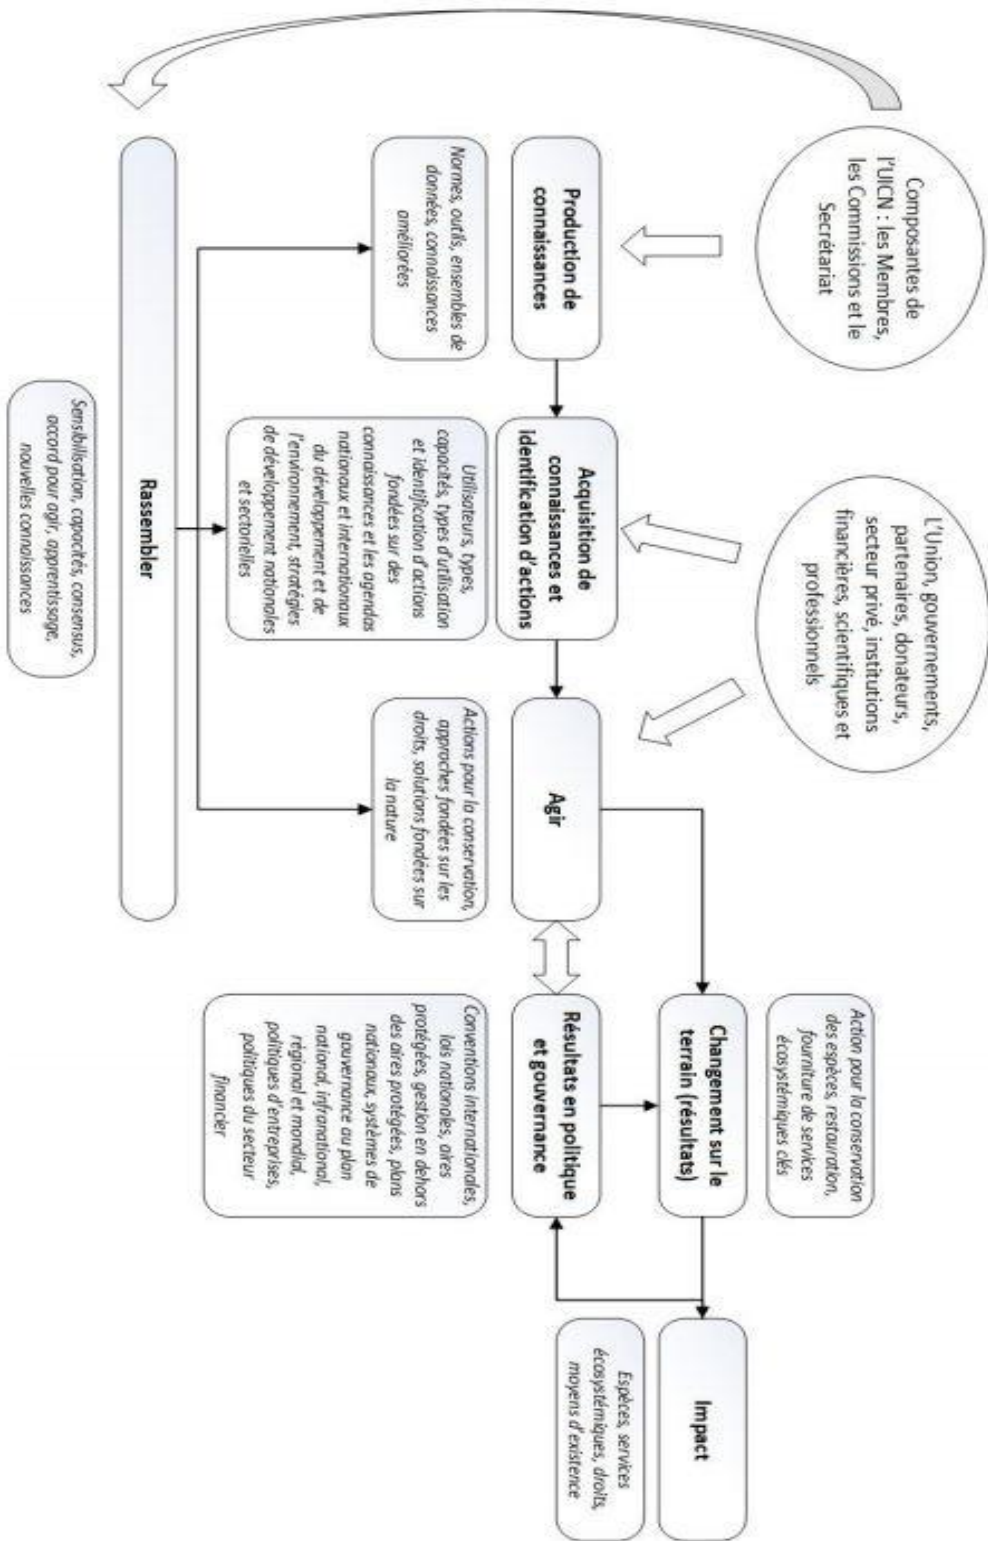 Composantes de
l'UICN : les Membres,
les Commissions et le
Secrétariat
L'Union, gouvernements,
partenaires, donateurs,
secteur privé, institutions
financières, scientifiques et
professionnels
Action pour la conservation
des espèces, restauration,
fourniture de services
écosystémiques clés
Changement sur le
terrain (résultats)
Impact
Espèces, services
écosystémiques, droits,
moyens d'existence
Production de
connaissances
Acquisition de
connaissances et
identification d'actions
Agir
Résultats en politique
et gouvernance
Normes, outils, ensembles de
données, connaissances
améliorées
Utilisateurs, types,
capacités, types d'utilisation
et identification d'actions
fondées sur des
connaissances et les agendas
nationaux et internationaux
du développement et de
l'environnement, stratégies
de développement nationales
et sectorielles
Actions pour la conservation,
approches fondées sur les
droits, solutions fondées sur
la nature
Conventions internationales,
lois nationales, aires
protégées, gestion en dehors
des aires protégées, plans
nationaux, systèmes de
gouvernance au plan
national, infranational,
régional et mondial,
politiques d'entreprises,
politiques du secteur
financier
Rassembler
Sensibilisation, capacités, consensus,
accord pour agir, apprentissage,
nouvelles connaissances